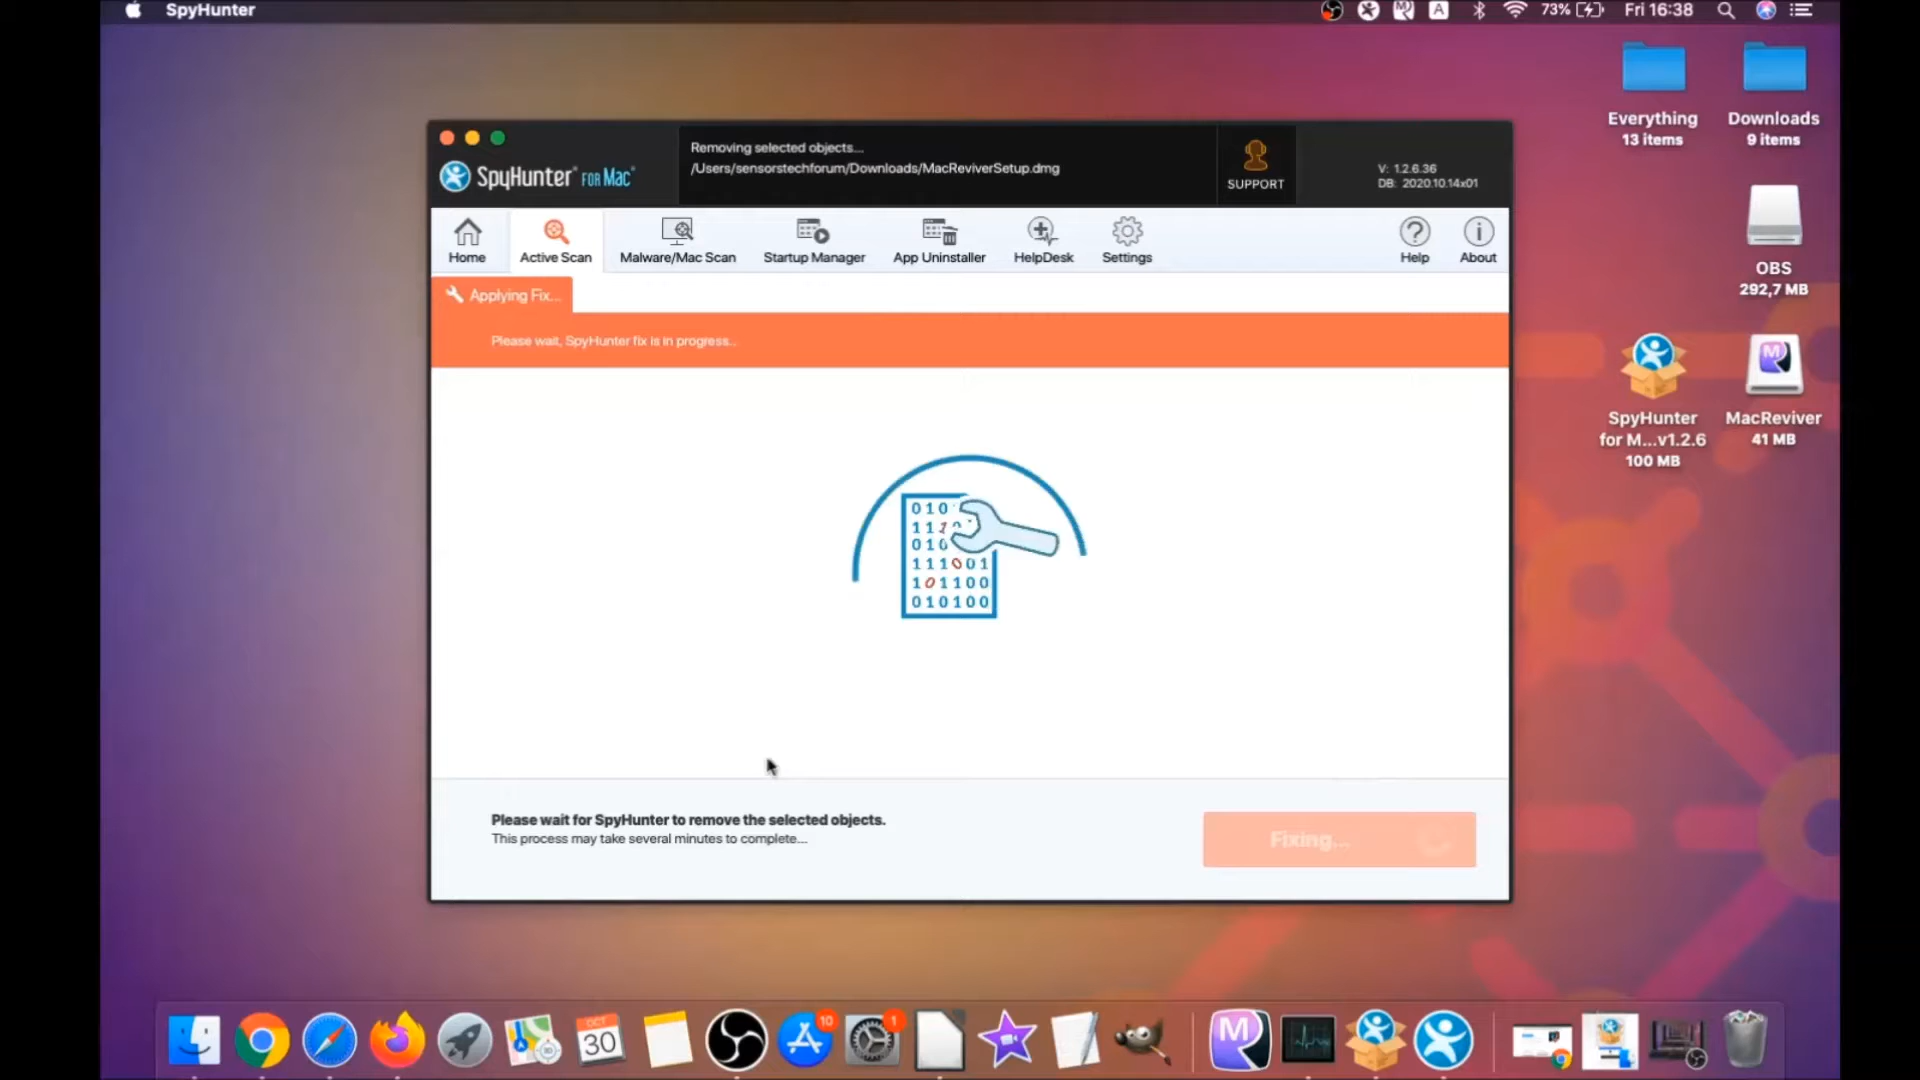 SpyHunter
A
73%
Fri 16:38
Everything
13 items
Downloads
9 items
OBS
292,7 MB
SpyHunter
for M...v1.2.6
100 MB
MacReviver
41 MB
SpyHunter® FOR Mac®
Removing selected objects...
/Users/sensorstechforum/Downloads/MacReviverSetup.dmg
SUPPORT
V: 1.2.6.36
DB: 2020.10.14x01
Home
Active Scan
Malware/Mac Scan
Startup Manager
App Uninstaller
HelpDesk
Settings
Help
About
Applying Fix...
Please wait, SpyHunter fix is in progress..
010
111
010
111001
101100
010100
Please wait for SpyHunter to remove the selected objects.
This process may take several minutes to complete...
Fixing...
OCT
30
10
1
M